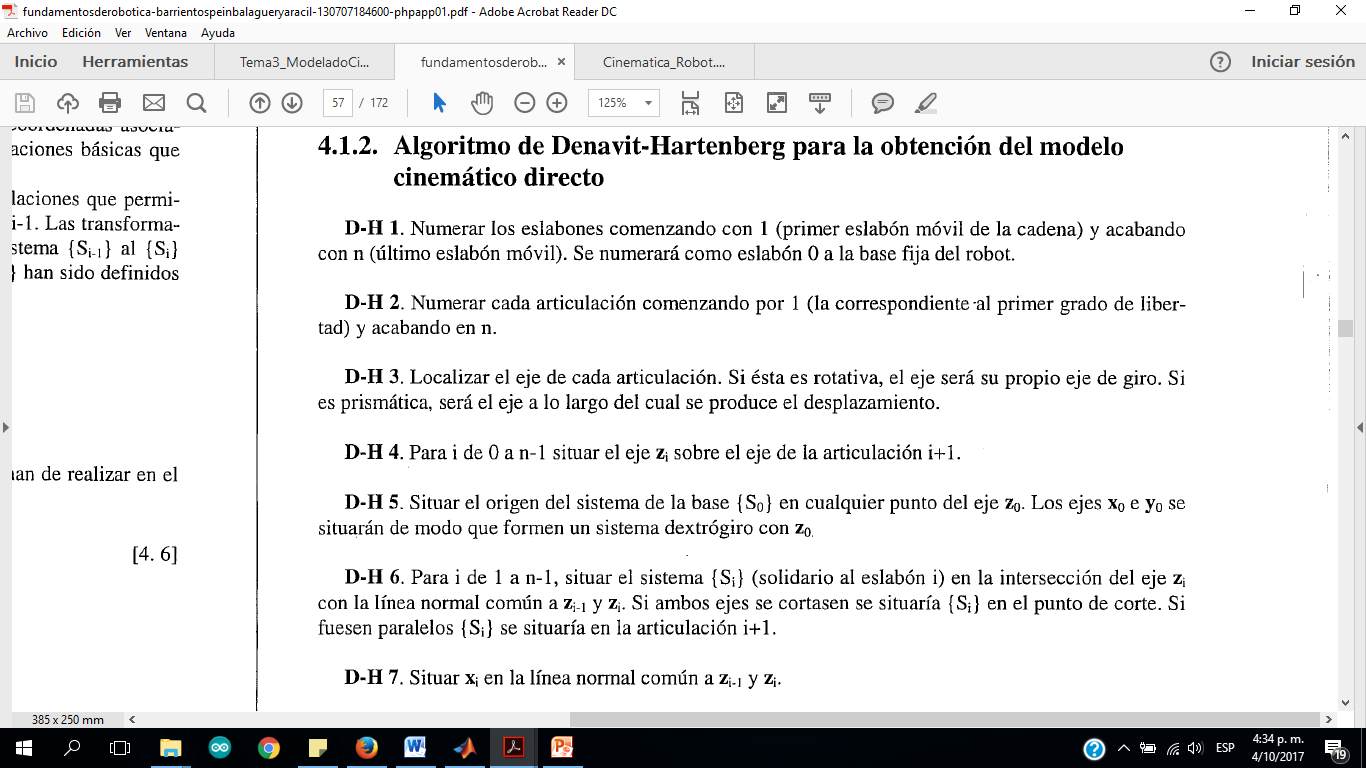 fundamentosderobotica-barrientospeinbalagueryaracil-130707184600-phpapp01.pdf - Adobe Acrobat Reader DC
Archivo Edición Ver Ventana Ayuda
Inicio Herramientas Tema3_ModeladoCi... fundamentosderob... × Cinematica_Robot.... Iniciar sesión
57 / 172 125%
aciones básicas que
laciones que permi-
i-1. Las transforma-
stema {Si-1} al {Si}
} han sido definidos
nan de realizar en el
[4. 6]
4.1.2. Algoritmo de Denavit-Hartenberg para la obtención del modelo
cinemático directo
D-H 1. Numerar los eslabones comenzando con 1 (primer eslabón móvil de la cadena) y acabando
con n (último eslabón móvil). Se numerará como eslabón 0 a la base fija del robot.
D-H 2. Numerar cada articulación comenzando por 1 (la correspondiente al primer grado de liber-
tad) y acabando en n.
D-H 3. Localizar el eje de cada articulación. Si ésta es rotativa, el eje será su propio eje de giro. Si
es prismática, será el eje a lo largo del cual se produce el desplazamiento.
D-H 4. Para i de 0 a n-1 situar el eje zi sobre el eje de la articulación i+1.
D-H 5. Situar el origen del sistema de la base {S0} en cualquier punto del eje z0. Los ejes x0 e y0 se
situarán de modo que formen un sistema dextrógiro con z0.
D-H 6. Para i de 1 a n-1, situar el sistema {Si} (solidario al eslabón i) en la intersección del eje zi
con la línea normal común a zi-1 y zi. Si ambos ejes se cortasen se situaría {Si} en el punto de corte. Si
fuesen paralelos {Si} se situaría en la articulación i+1.
D-H 7. Situar xi en la línea normal común a zi-1 y zi.
385 x 250 mm
ESP
4:34 p. m.
4/10/2017
19